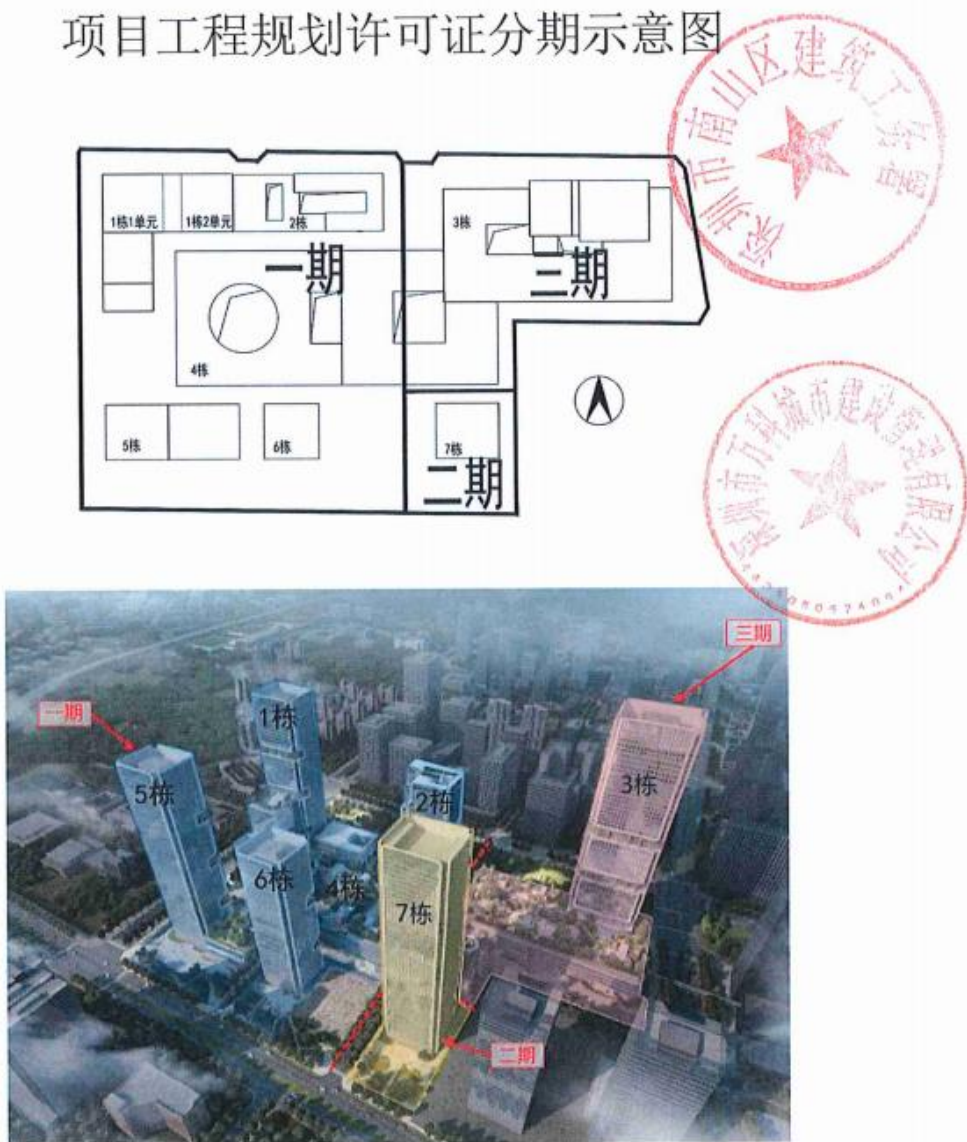 项目工程规划许可证分期示意图
深圳市南山区建筑工务署
1栋1单元
1栋2单元
2栋
3栋
一期
三期
4栋
5栋
6栋
7栋
二期
深圳市万科城市建设管理有限公司
三期
一期
1栋
5栋
2栋
3栋
6栋
4栋
7栋
二期